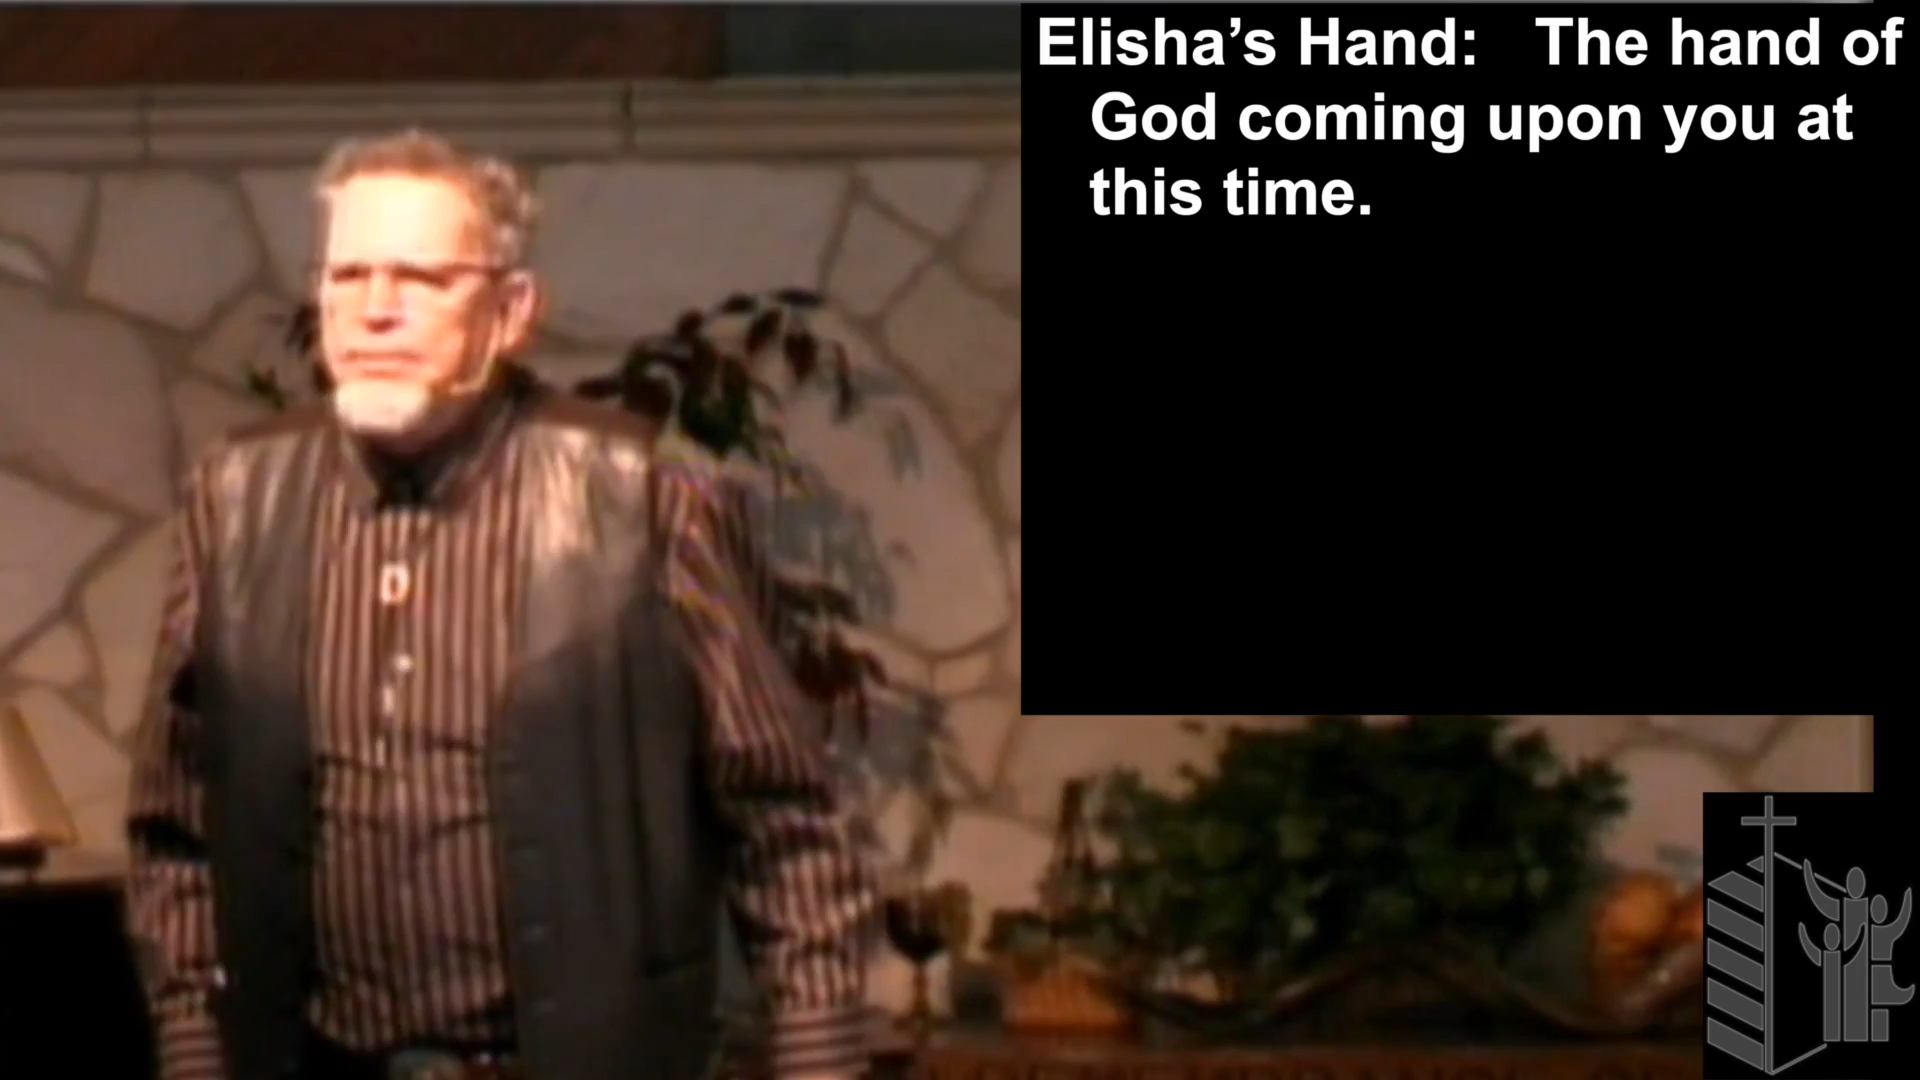 Elisha’s Hand: The hand of
God coming upon you at
this time.